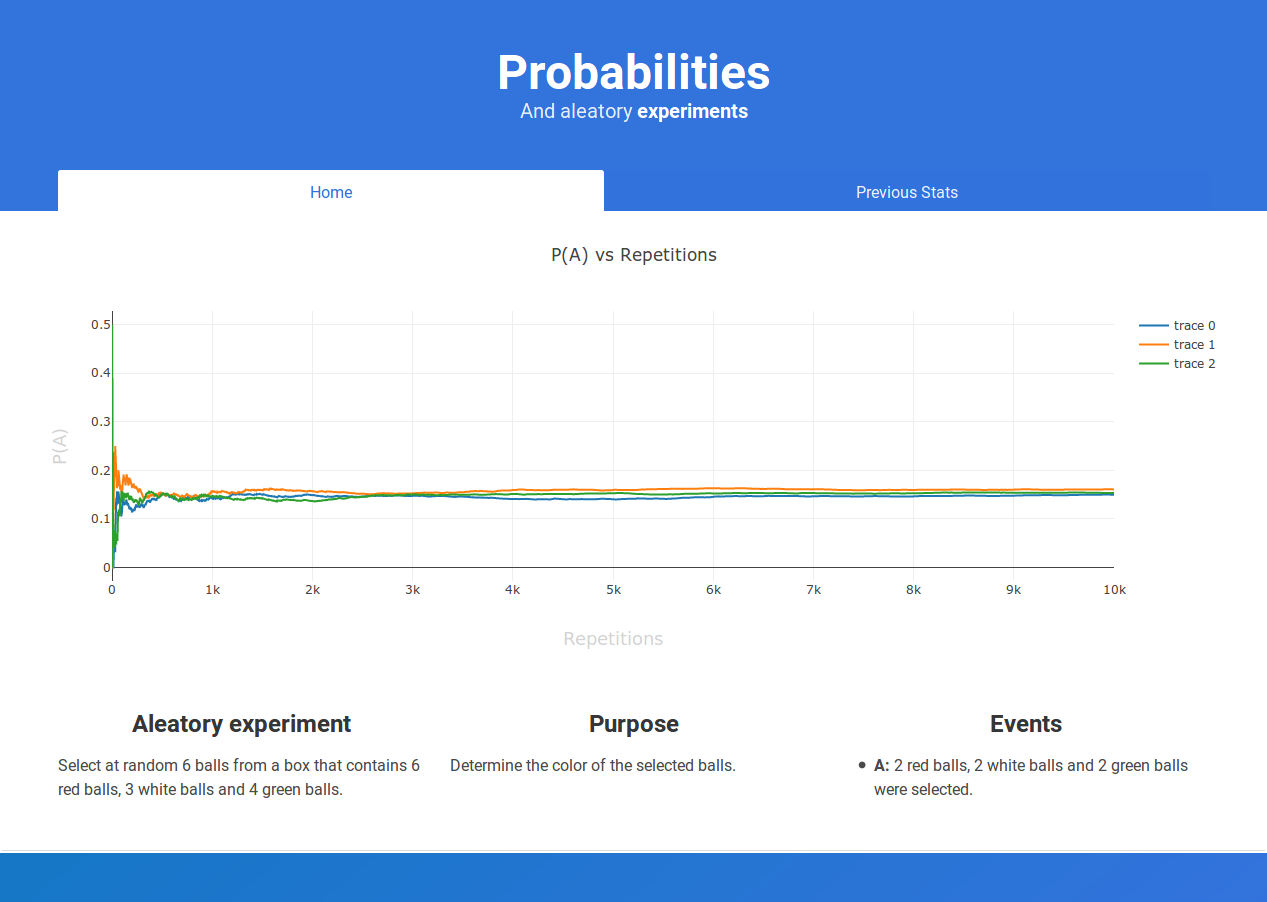 Probabilities
And aleatory experiments
Home
Previous Stats
P(A) vs Repetitions
0.5
0.4
0.3
0.2
0.1
0
P(A)
0
1k
2k
3k
4k
5k
6k
7k
8k
9k
10k
Repetitions
trace 0
trace 1
trace 2
Aleatory experiment
Select at random 6 balls from a box that contains 6
red balls, 3 white balls and 4 green balls.
Purpose
Determine the color of the selected balls.
Events
• A: 2 red balls, 2 white balls and 2 green balls
were selected.